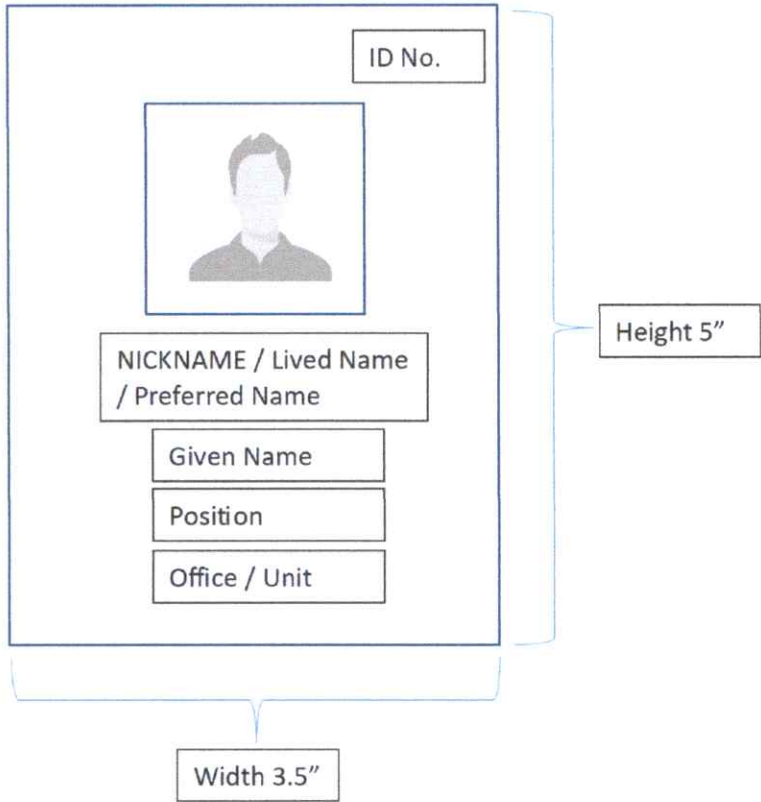 ID No.
NICKNAME / Lived Name
/ Preferred Name
Given Name
Position
Office / Unit
Height 5”
Width 3.5”